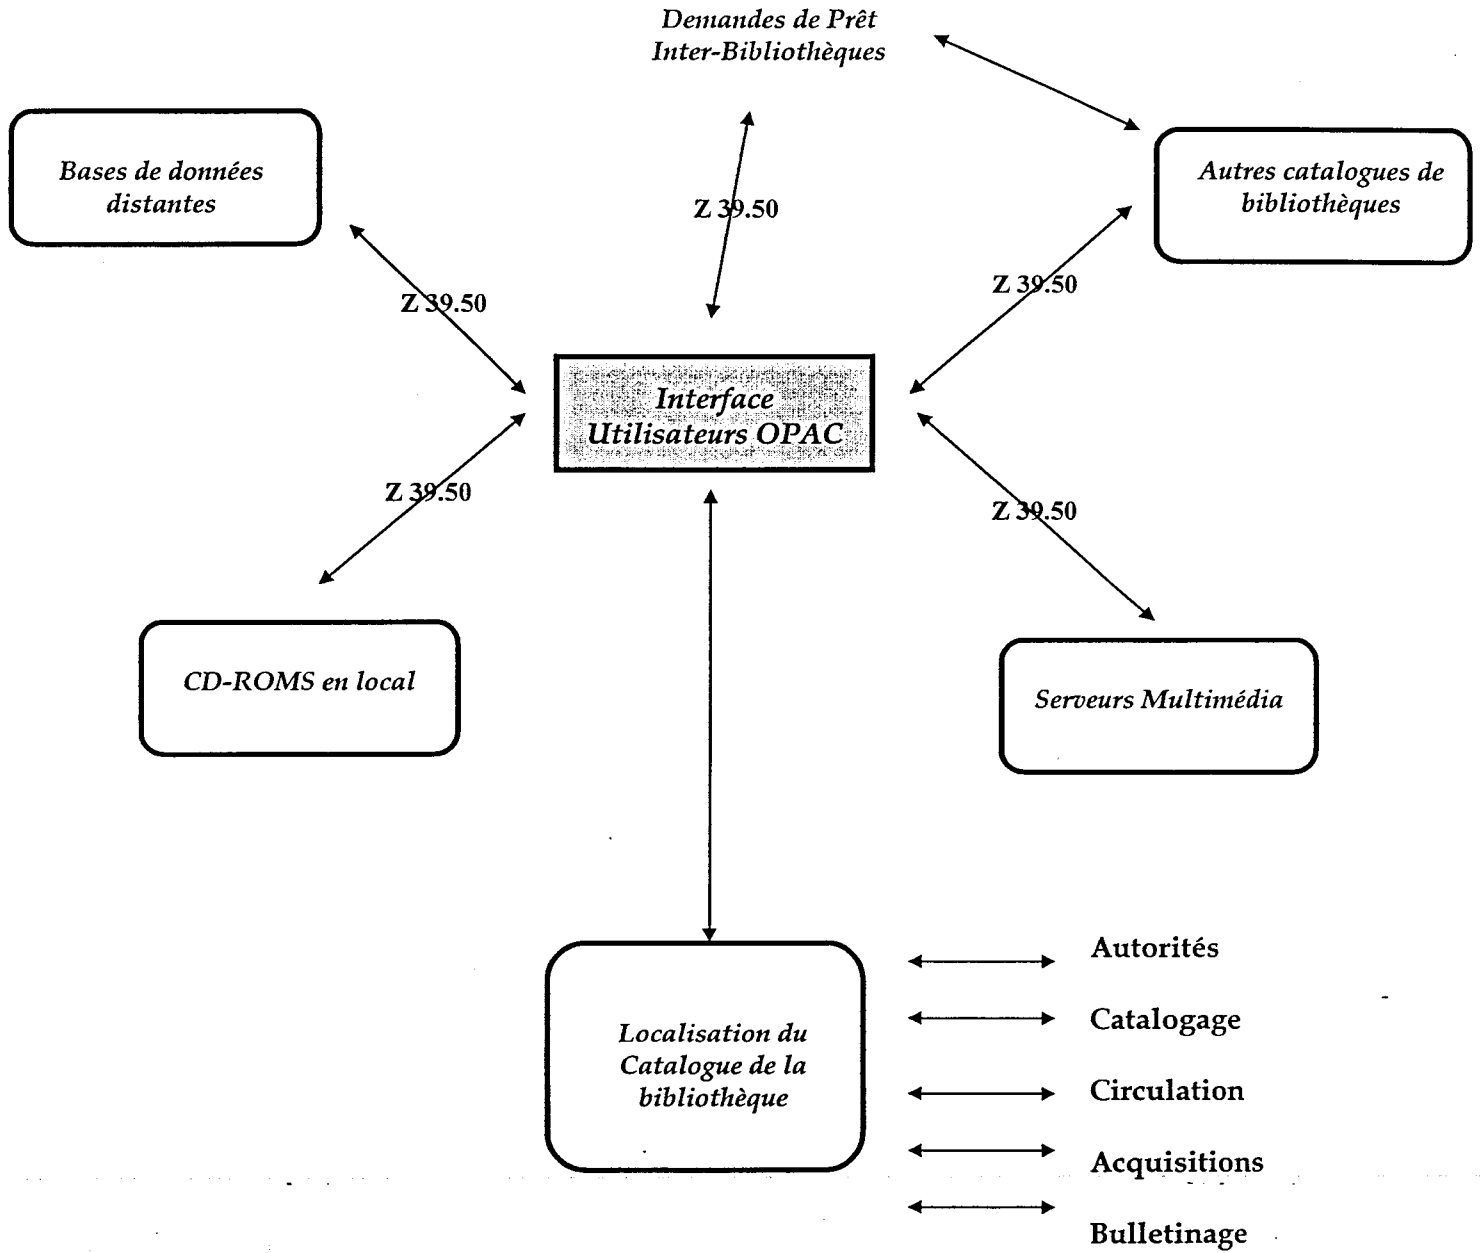 Demandes de Prêt
Inter-Bibliothèques
Bases de données
distantes
Autres catalogues de
bibliothèques
Z 39.50
Z 39.50
Z 39.50
Interface
Utilisateurs OPAC
Z 39.50
Z 39.50
CD-ROMS en local
Serveurs Multimédia
Localisation du
Catalogue de la
bibliothèque
Autorités
Catalogage
Circulation
Acquisitions
Bulletinage